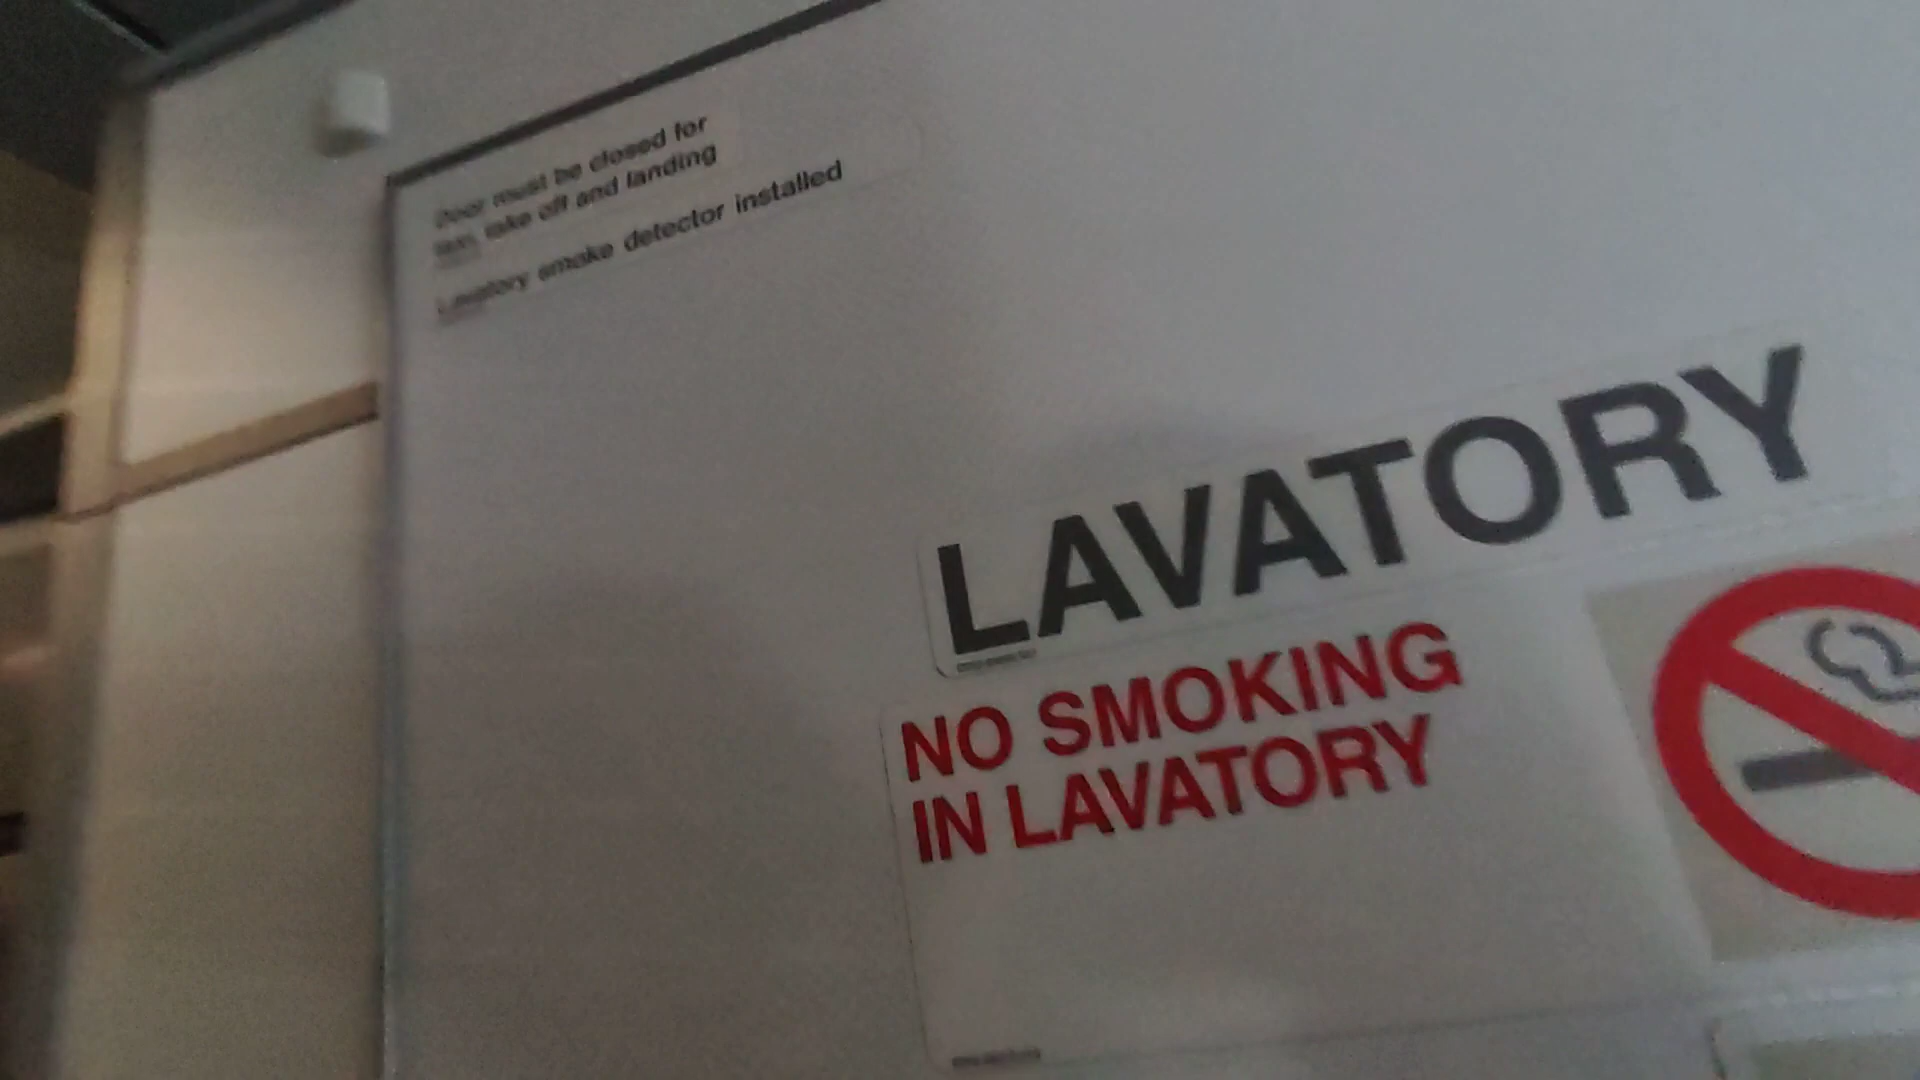 Door must be closed for
taxi, take off and landing
Lavatory smoke detector installed
LAVATORY
NO SMOKING
IN LAVATORY